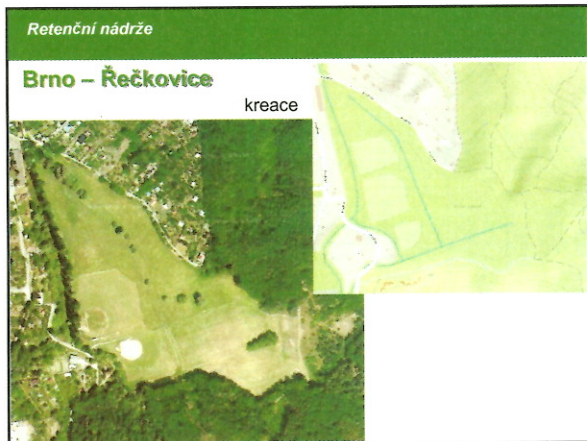 Retenční nádrže
Brno – Řečkovice
kreace